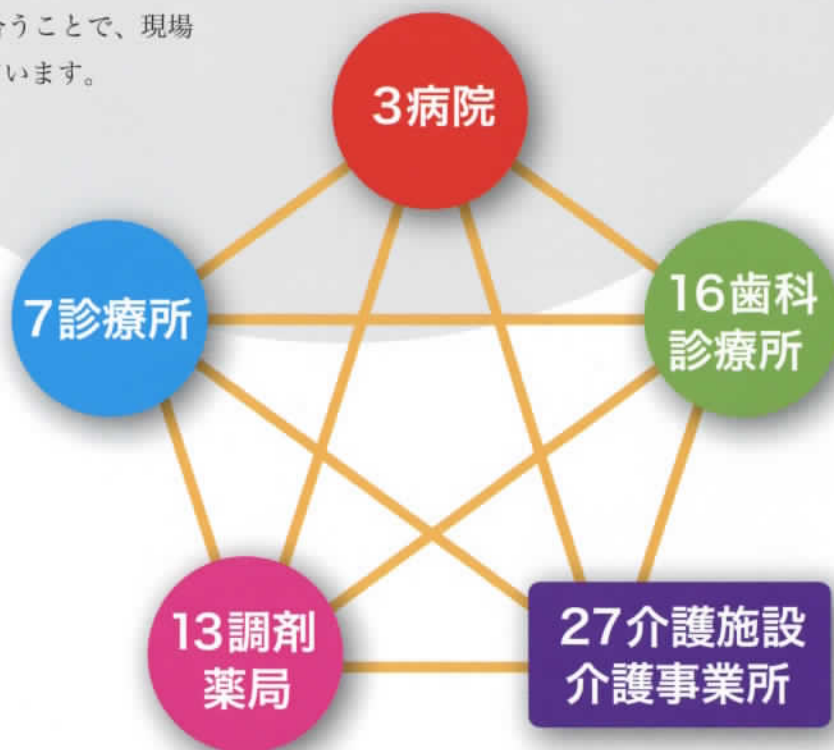 合うことで、現場
います。
3病院
7診療所
16歯科
診療所
13調剤
薬局
27介護施設
介護事業所